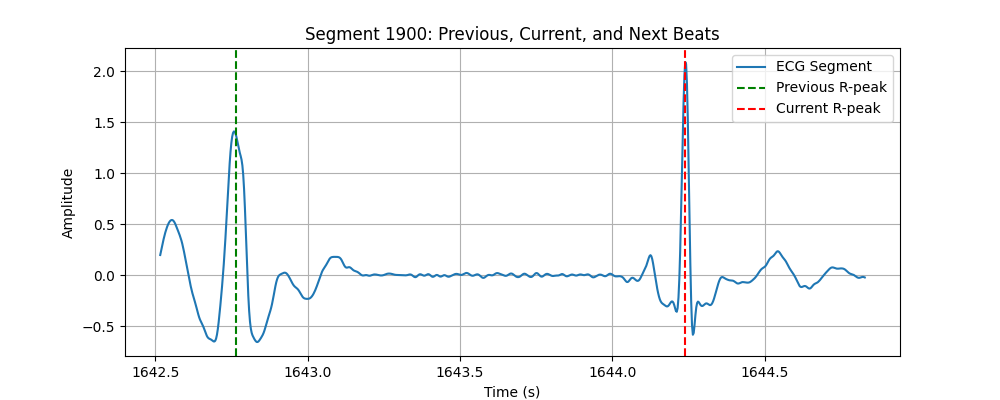 Segment 1900: Previous, Current, and Next Beats
ECG Segment
Previous R-peak
Current R-peak
Amplitude
2.0
1.5
1.0
0.5
0.0
−0.5
1642.5 1643.0 1643.5 1644.0 1644.5
Time (s)